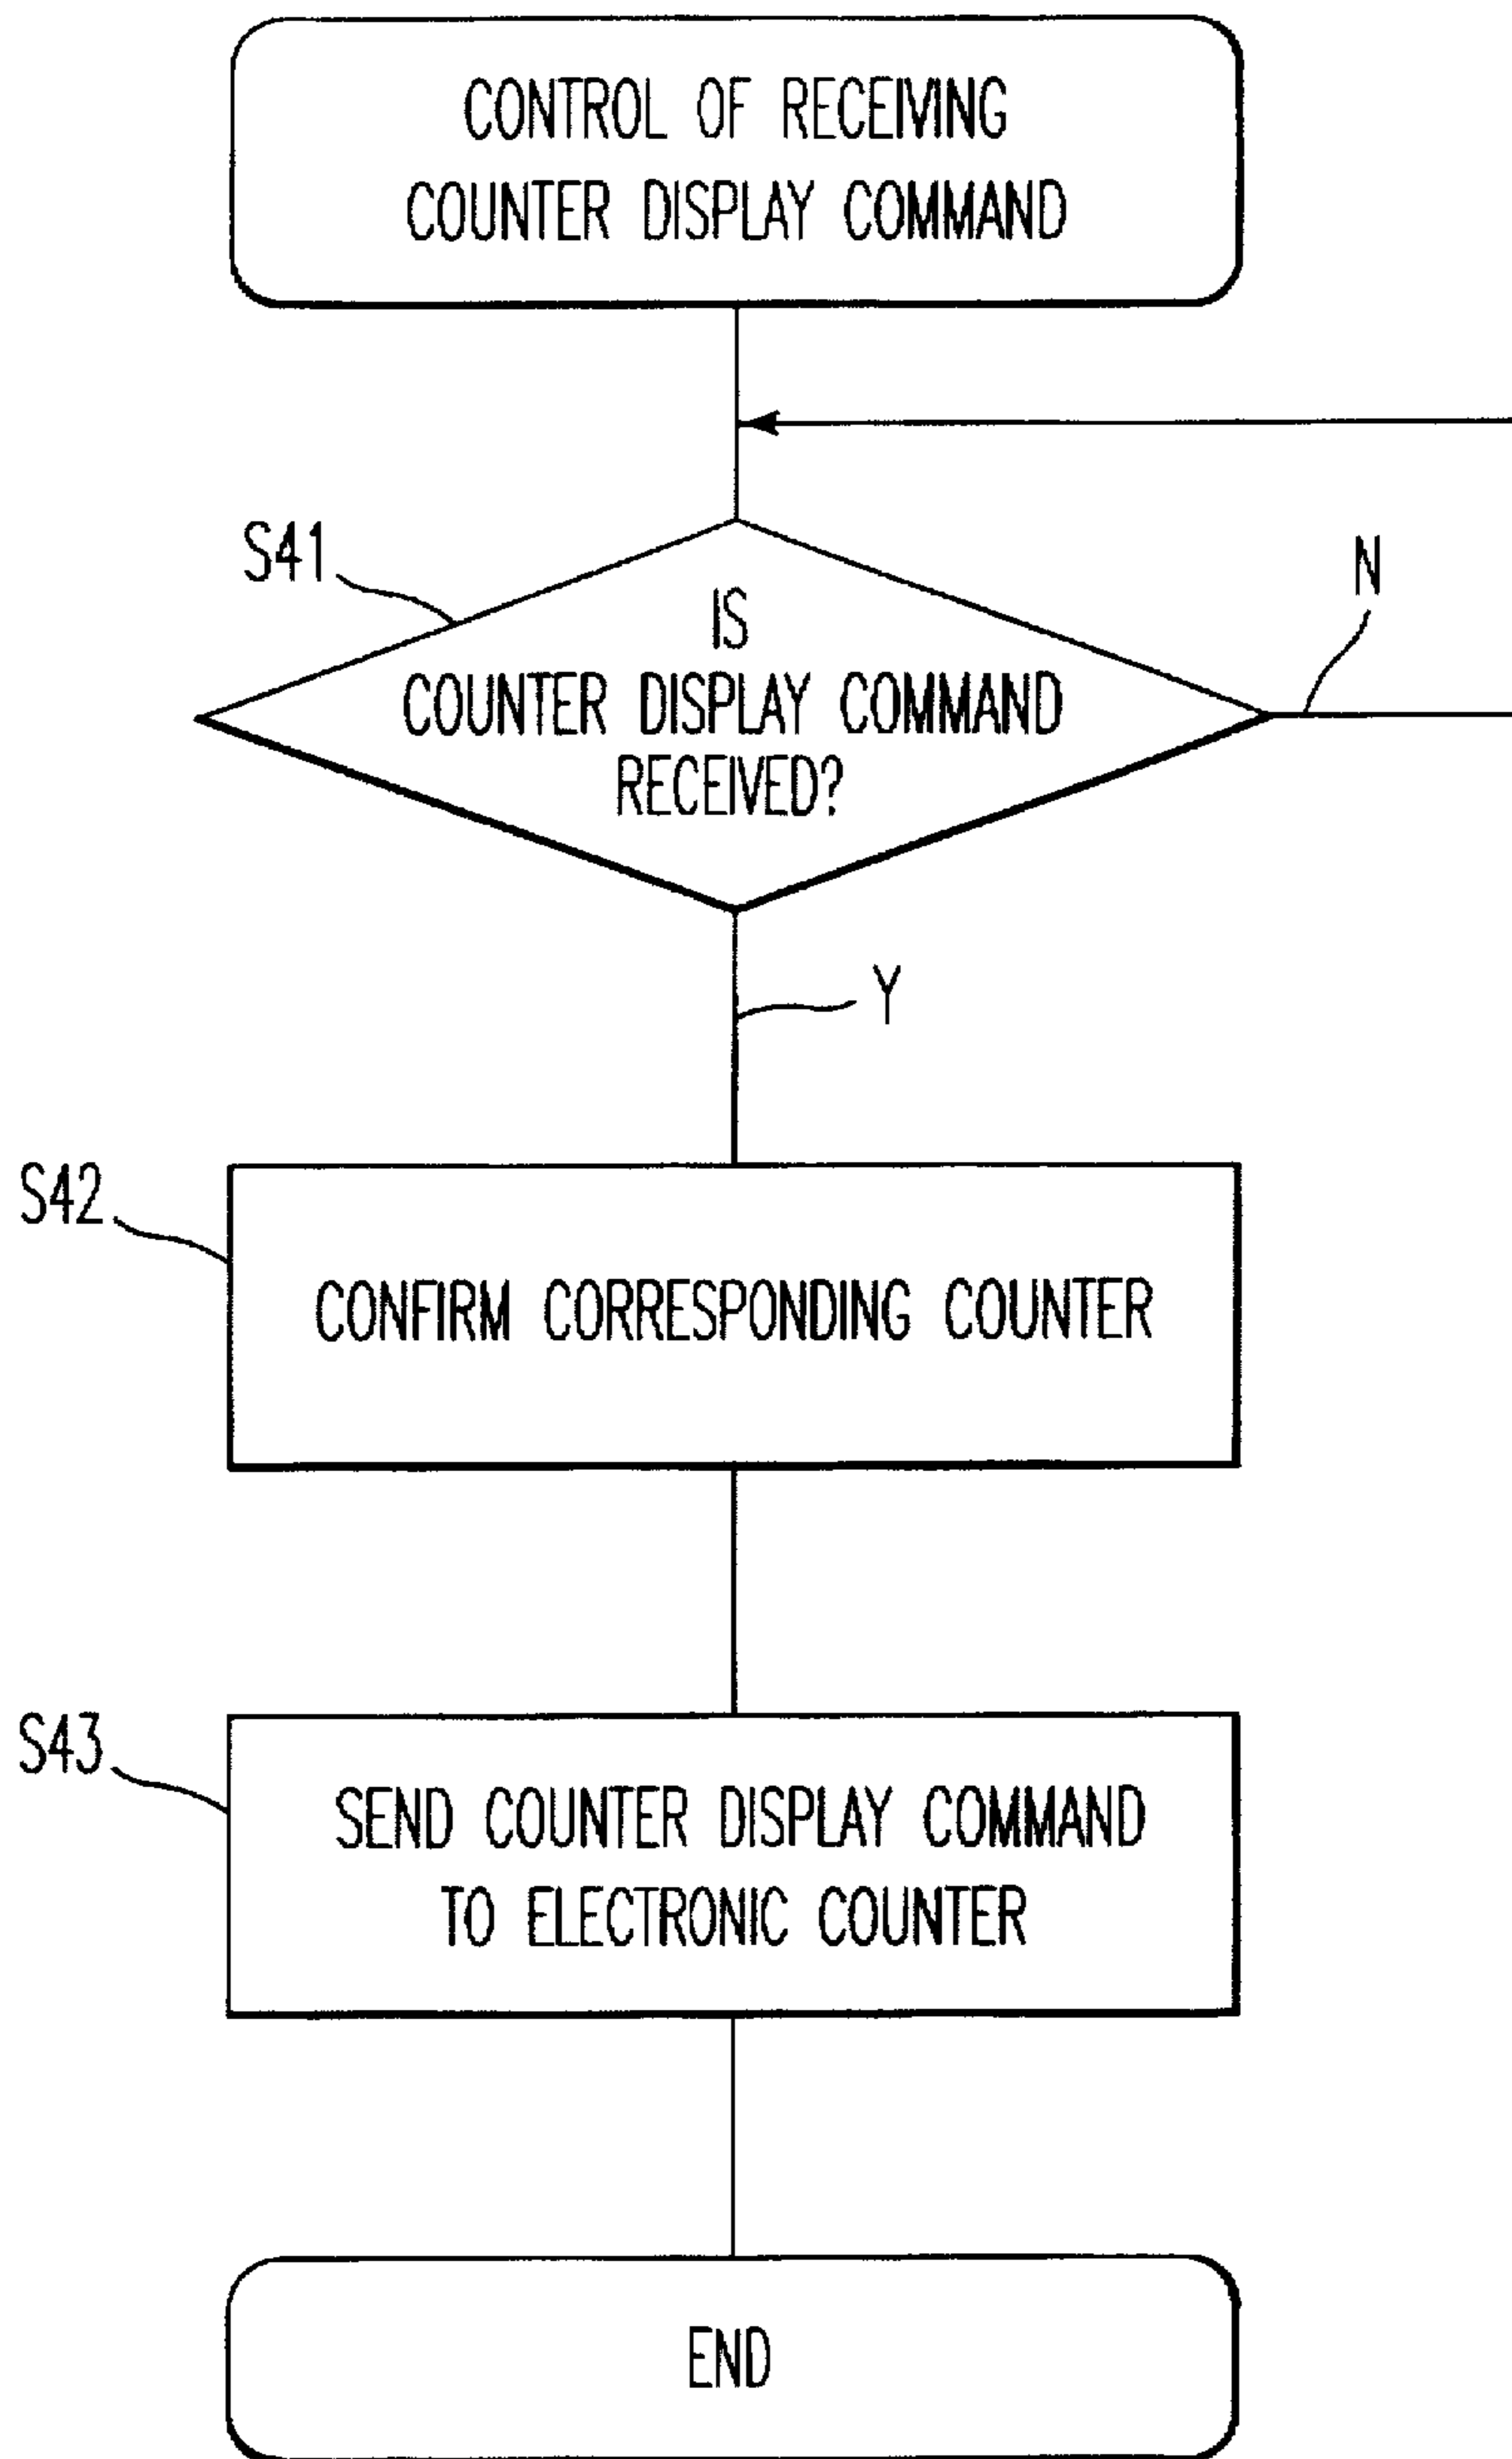 CONTROL OF RECEIVING
COUNTER DISPLAY COMMAND
S41
N
IS
COUNTER DISPLAY COMMAND
RECEIVED?
Y
S42
CONFIRM CORRESPONDING COUNTER
S43
SEND COUNTER DISPLAY COMMAND
TO ELECTRONIC COUNTER
END